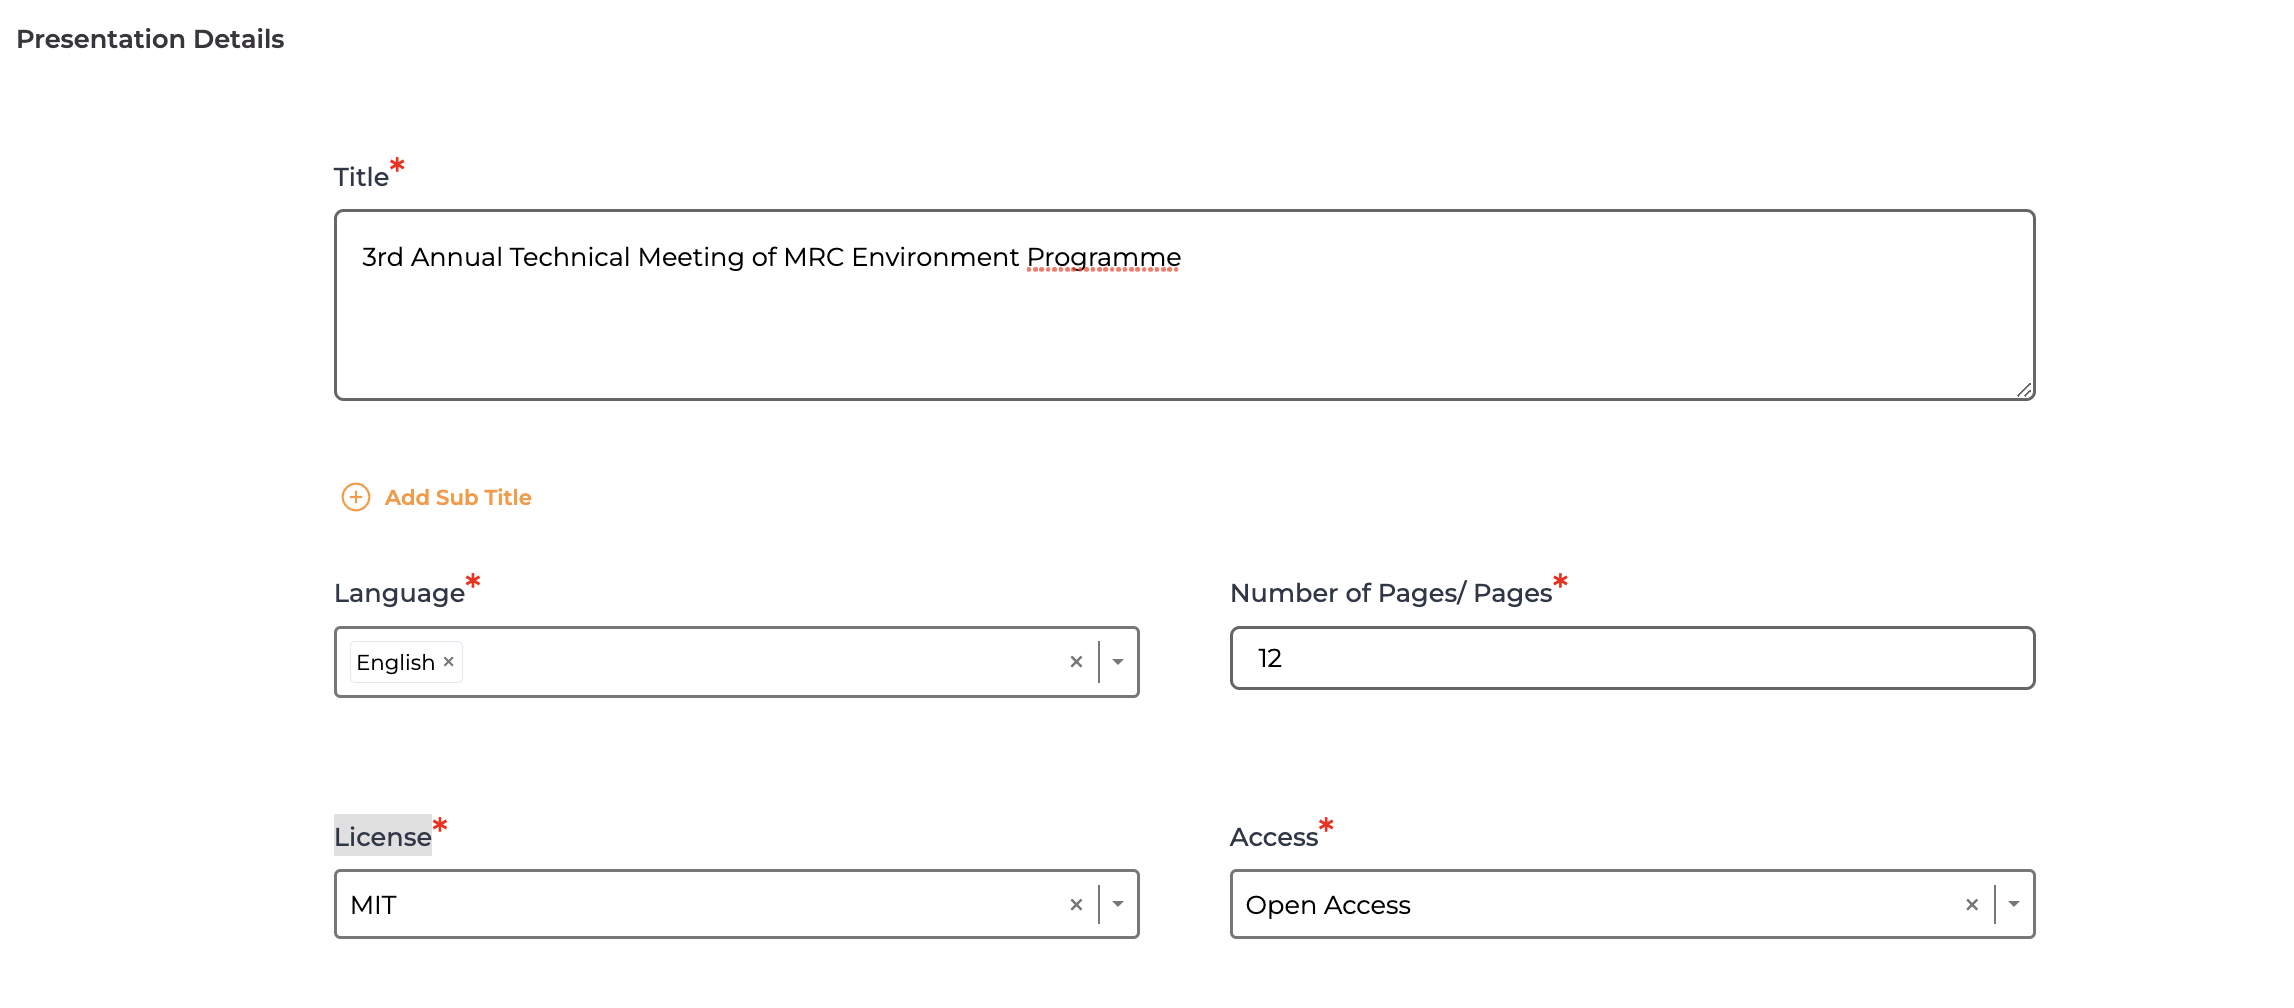 Presentation Details
Title*
3rd Annual Technical Meeting of MRC Environment Programme
Add Sub Title
Language*
Number of Pages/ Pages*
English ×
12
License*
Access*
MIT
Open Access